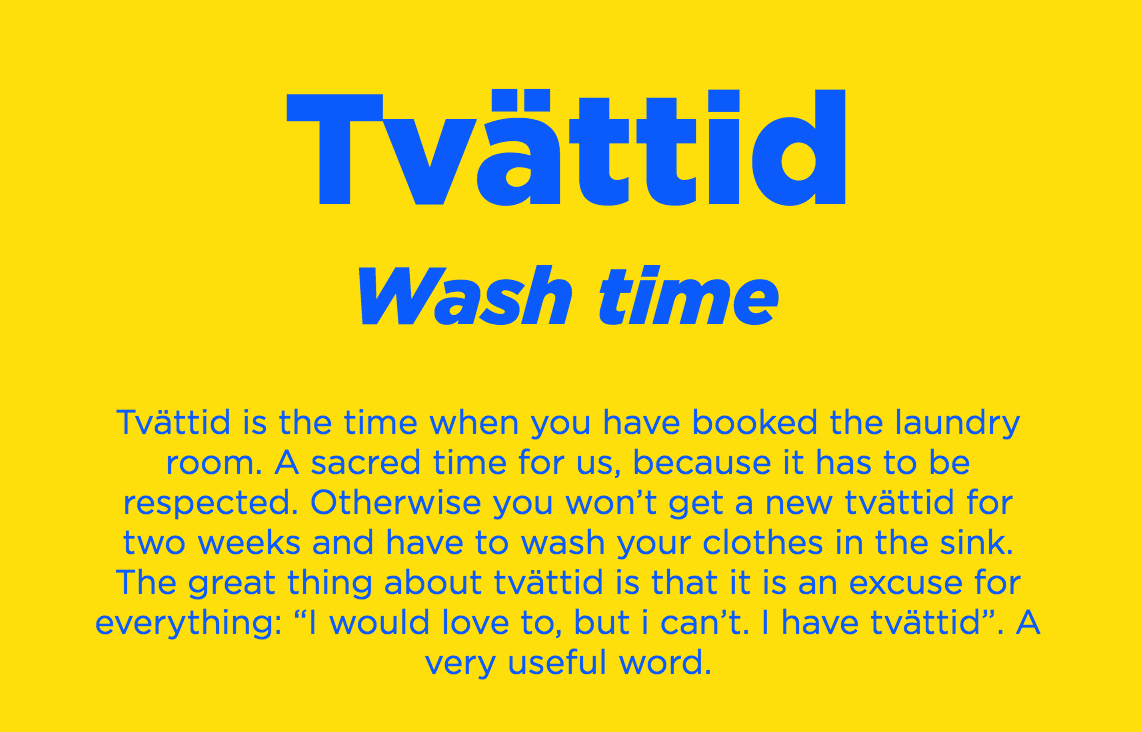 Tvättid
Wash time
Tvättid is the time when you have booked the laundry
room. A sacred time for us, because it has to be
respected. Otherwise you won’t get a new tvättid for
two weeks and have to wash your clothes in the sink.
The great thing about tvättid is that it is an excuse for
everything: “I would love to, but i can’t. I have tvättid”. A
very useful word.